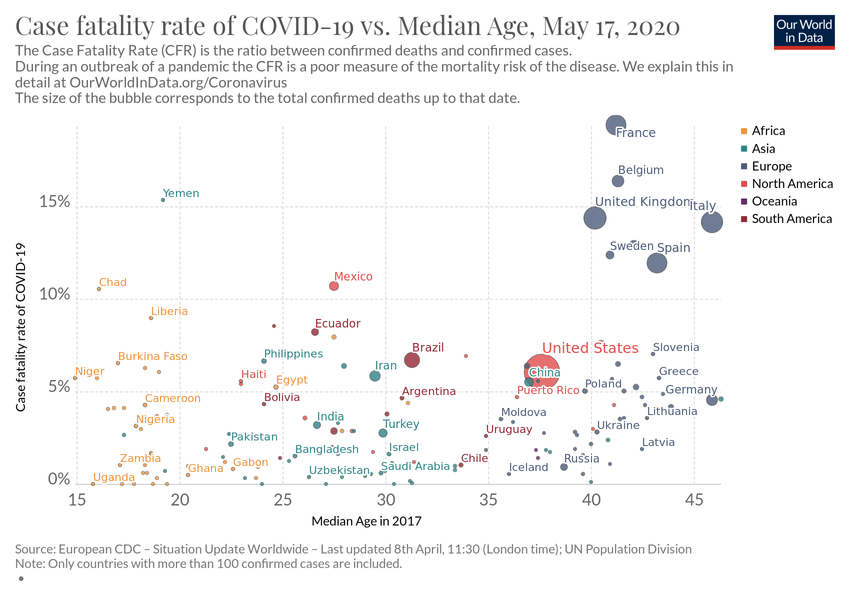 Case fatality rate of COVID-19 vs. Median Age, May 17, 2020
Our World
in Data
The Case Fatality Rate (CFR) is the ratio between confirmed deaths and confirmed cases.
During an outbreak of a pandemic the CFR is a poor measure of the mortality risk of the disease. We explain this in
detail at OurWorldInData.org/Coronavirus
The size of the bubble corresponds to the total confirmed deaths up to that date.
Africa
Asia
Europe
North America
Oceania
South America
France
Belgium
Yemen
United Kingdom
Italy
15%
Sweden
Spain
Mexico
Chad
10%
Liberia
Ecuador
United States
Brazil
Slovenia
Philippines
Burkina Faso
Iran
Niger
Haiti
China
Greece
Egypt
Poland
5%
Puerto Rico
Germany
Bolivia
Argentina
Cameroon
Moldova
Lithuania
Nigeria
India
Turkey
Ukraine
Uruguay
Pakistan
Latvia
Bangladesh
Israel
Zambia
Ghana
Gabon
Uzbekistan
Saudi Arabia
Chile
Iceland
Russia
Uganda
0%
15
20
25
30
35
40
45
Case fatality rate of COVID-19
Median Age in 2017
Source: European CDC – Situation Update Worldwide – Last updated 8th April, 11:30 (London time); UN Population Division
Note: Only countries with more than 100 confirmed cases are included.